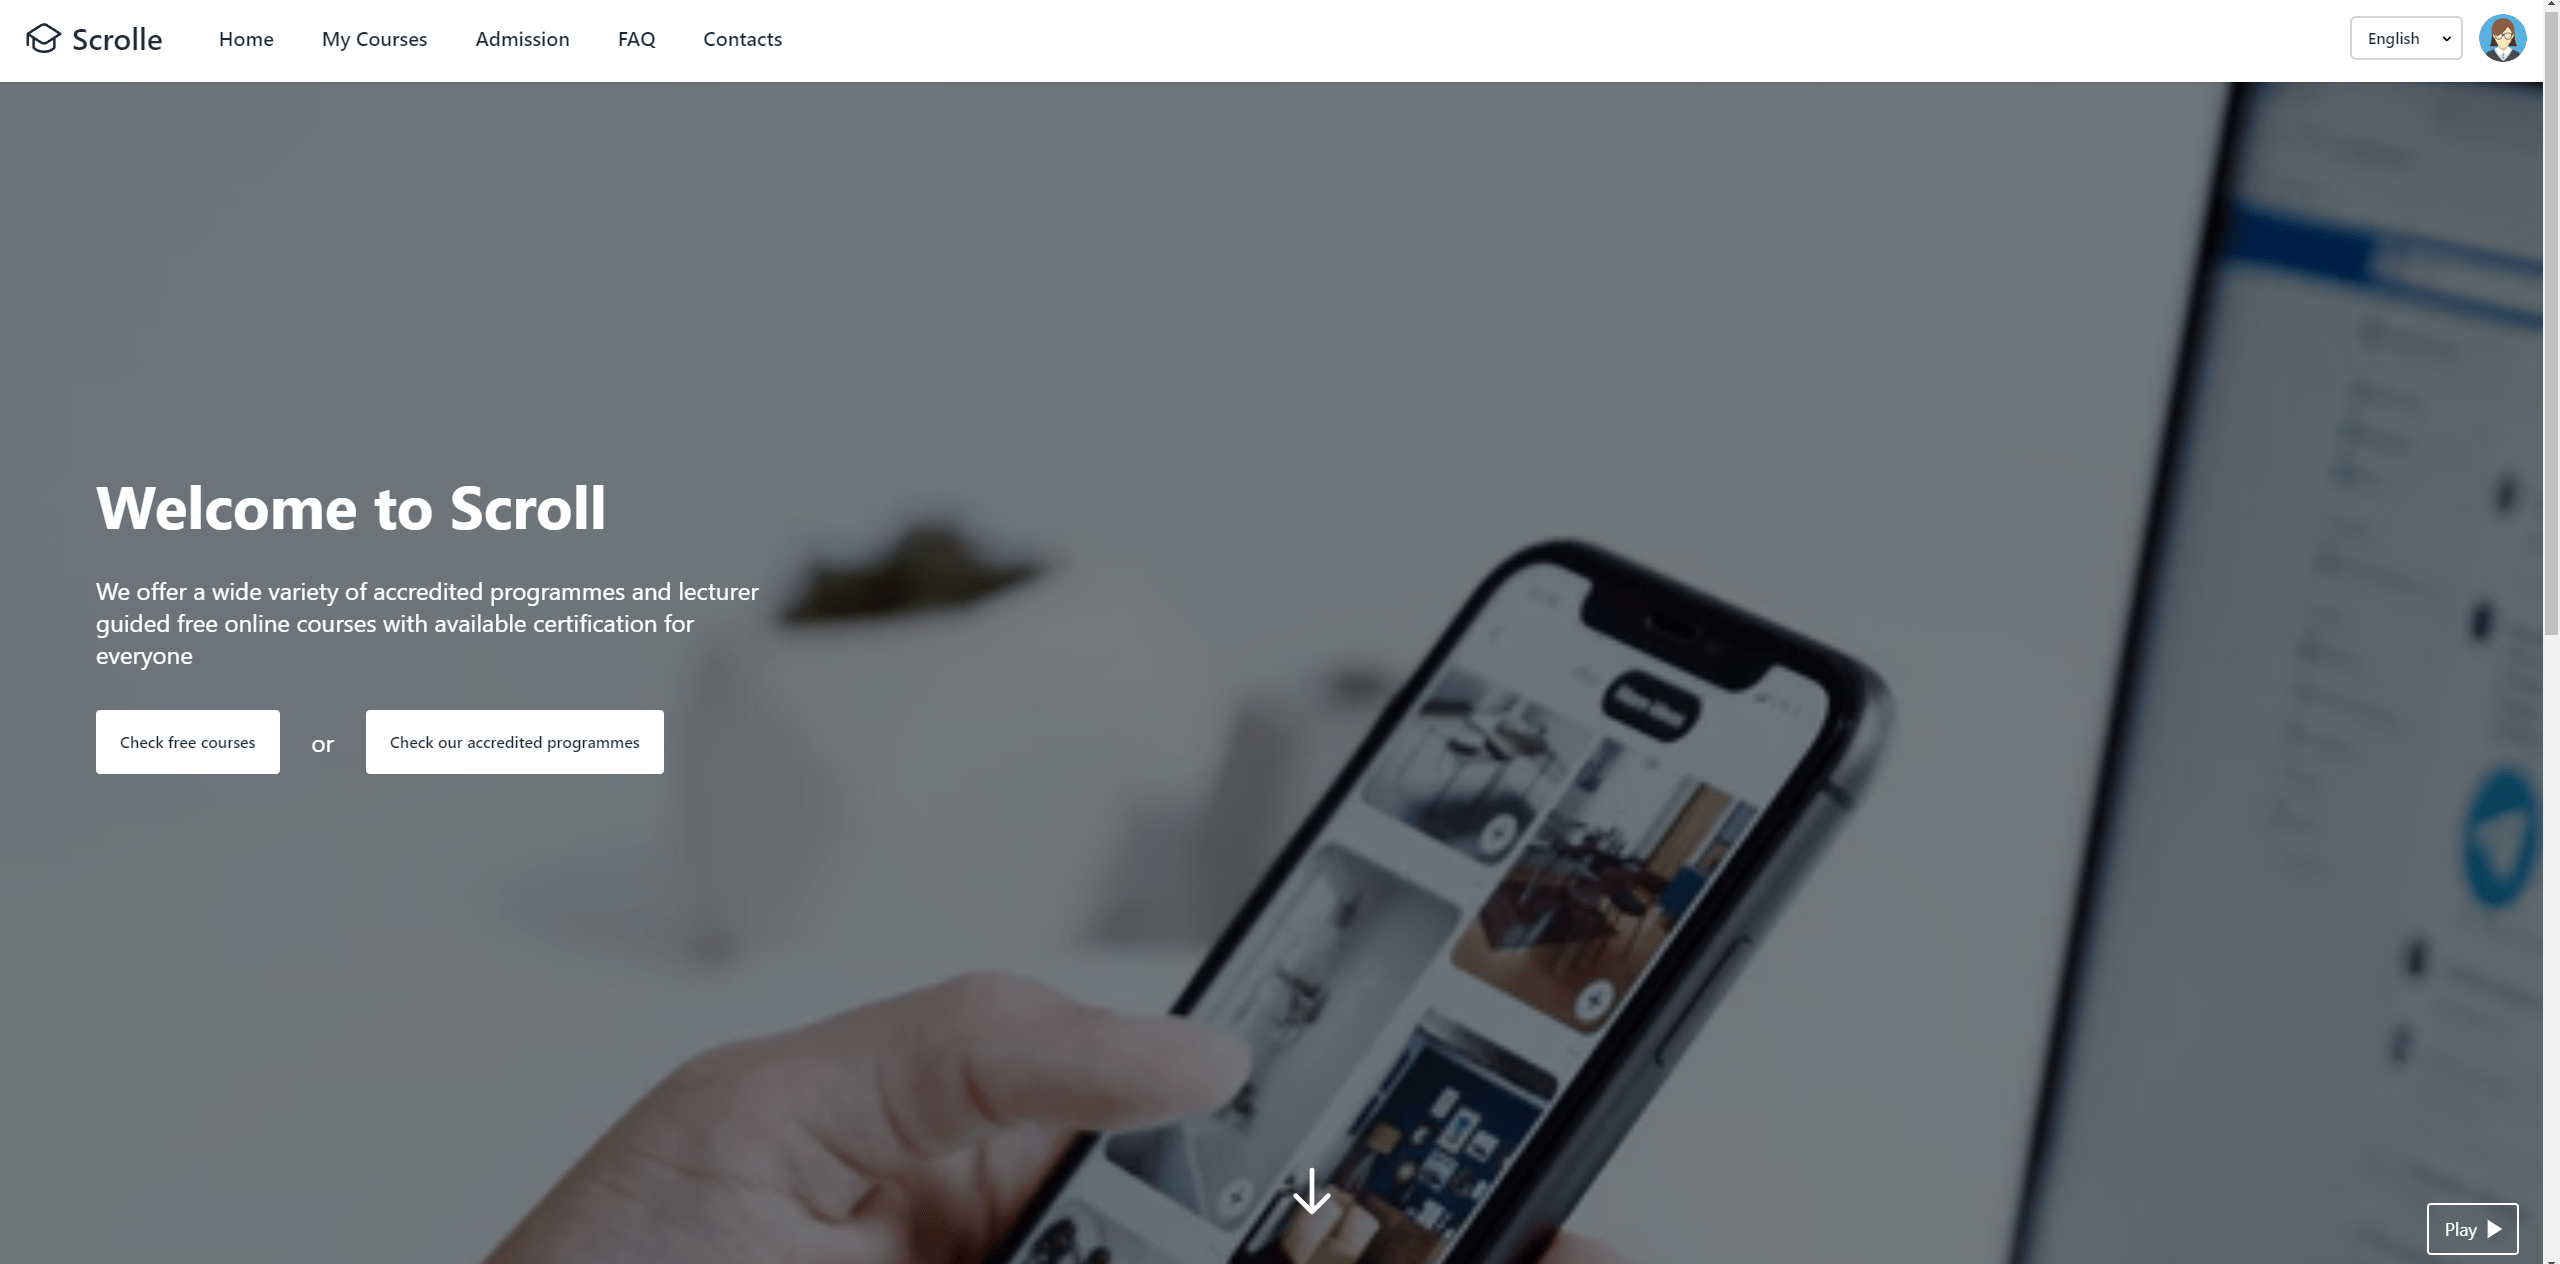 Scrolle
Home
My Courses
Admission
FAQ
Contacts
English
Welcome to Scroll
We offer a wide variety of accredited programmes and lecturer
guided free online courses with available certification for
everyone
Check free courses
or
Check our accredited programmes
Play